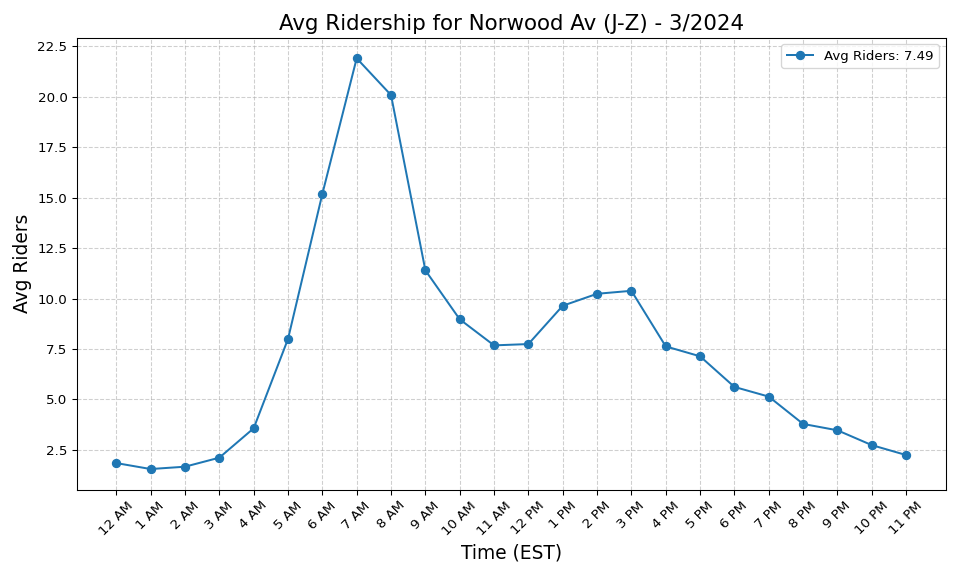 Avg Ridership for Norwood Av (J-Z) - 3/2024
Avg Riders: 7.49
22.5
20.0
17.5
15.0
12.5
10.0
7.5
5.0
2.5
Avg Riders
12 AM
1 AM
2 AM
3 AM
4 AM
5 AM
6 AM
7 AM
8 AM
9 AM
10 AM
11 AM
12 PM
1 PM
2 PM
3 PM
4 PM
5 PM
6 PM
7 PM
8 PM
9 PM
10 PM
11 PM
Time (EST)